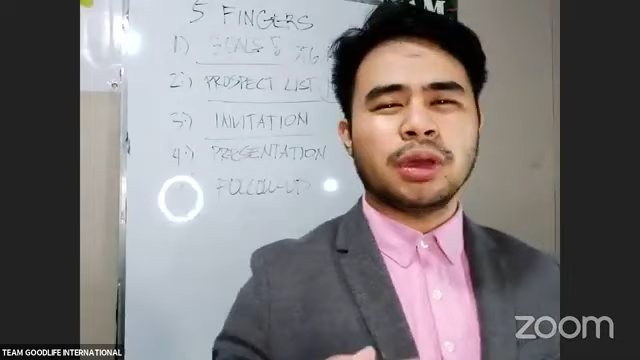 5 FINGERS
1) GOALS &
2) PROSPECT LIST
3) INVITATION
4) PRESENTATION
FOLLOW-UP
zoom
TEAM GOODLIFE INTERNATIONAL